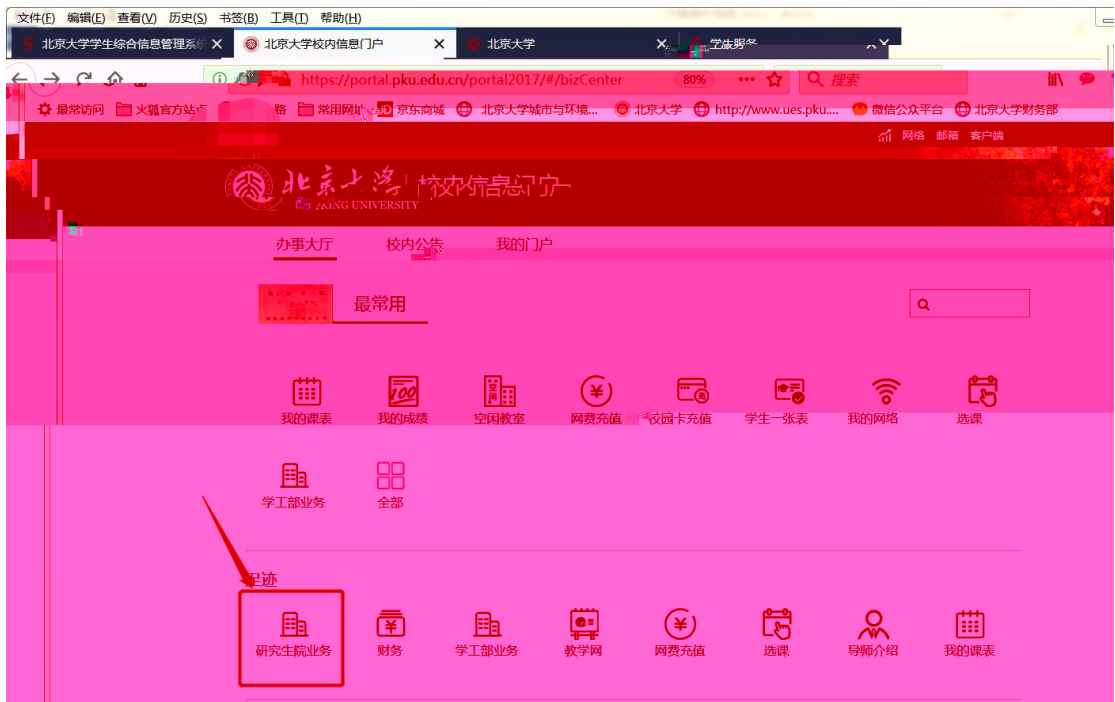 文件(F) 编辑(E) 查看(V) 历史(S) 书签(B) 工具(T) 帮助(H)
北京大学学生综合信息管理系统 北京大学校内信息门户 北京大学
https://portal.pku.edu.cn/portal2017/#/bizCenter 80% 搜索
最常访问 火狐官方站点 常用网址 JD 京东商城 北京大学城市与环境... 北京大学 http://www.ues.pku.... 微信公众平台 北京大学财务部
网络 邮箱 客户端
北京大学 校内信息门户
UNIVERSITY
办事大厅 校内公告 我的门户
最常用
我的课表 我的成绩 空闲教室 网费充值 校园卡充值 学生一张表 我的网络 选课
学工部业务 全部
足迹
研究生院业务 财务 学工部业务 教学网 网费充值 选课 导师介绍 我的课表